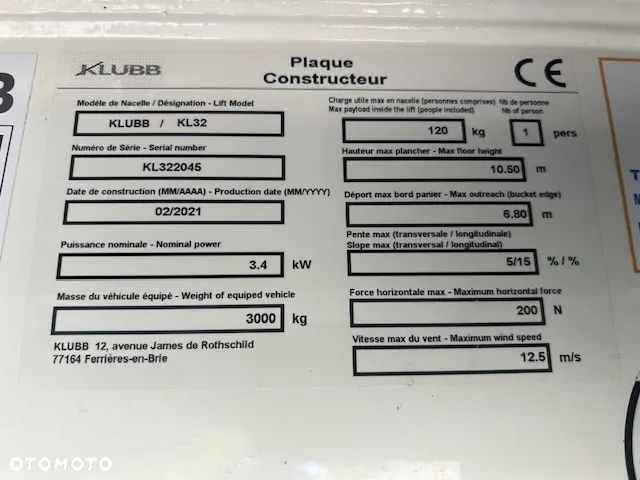 KLUBB
Plaque
Constructeur
CE
Modéle de Nacelle / Désignation - Lift Model
KLUBB / KL32
Numéro de Série - Serial number
KL322045
Date de construction (MM/AAAA) - Production date (MM/YYYY)
02/2021
Puissance nominale - Nominal power
3.4 kW
Masse du véhicule équipé - Weight of equiped vehicle
3000 kg
KLUBB 12, avenue James de Rothschild
77164 Ferrières-en-Brie
Charge utile max en nacelle (personnes comprises)
Max payload inside the lift (people included)
120 kg
Nb de personne
Nb of person
1 pers
Hauteur max plancher - Max floor height
10.50 m
Déport max bord panier - Max outreach (bucket edge)
6.80 m
Pente max (transversale / longitudinale)
Slope max (transversal / longitudinal)
5/15 % / %
Force horizontale max - Maximum horizontal force
200 N
Vitesse max du vent - Maximum wind speed
12.5 m/s
B
T
M
OTOMOTO